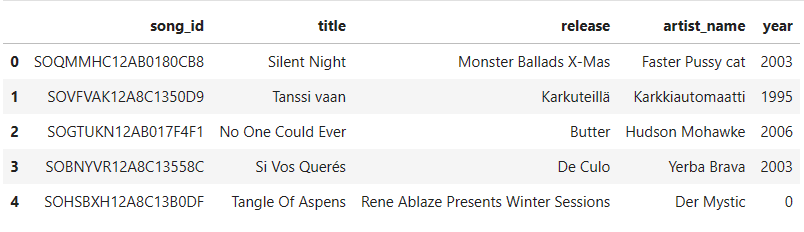 song_id title release artist_name year
0 SOQMMHC12AB0180CB8 Silent Night Monster Ballads X-Mas Faster Pussy cat 2003
1 SOVFVAK12A8C1350D9 Tanssi vaan Karkuteillä Karkkiautomaatti 1995
2 SOGTUKN12AB017F4F1 No One Could Ever Butter Hudson Mohawke 2006
3 SOBNYVR12A8C13558C Si Vos Querés De Culo Yerba Brava 2003
4 SOHSBXH12A8C13B0DF Tangle Of Aspens Rene Ablaze Presents Winter Sessions Der Mystic 0